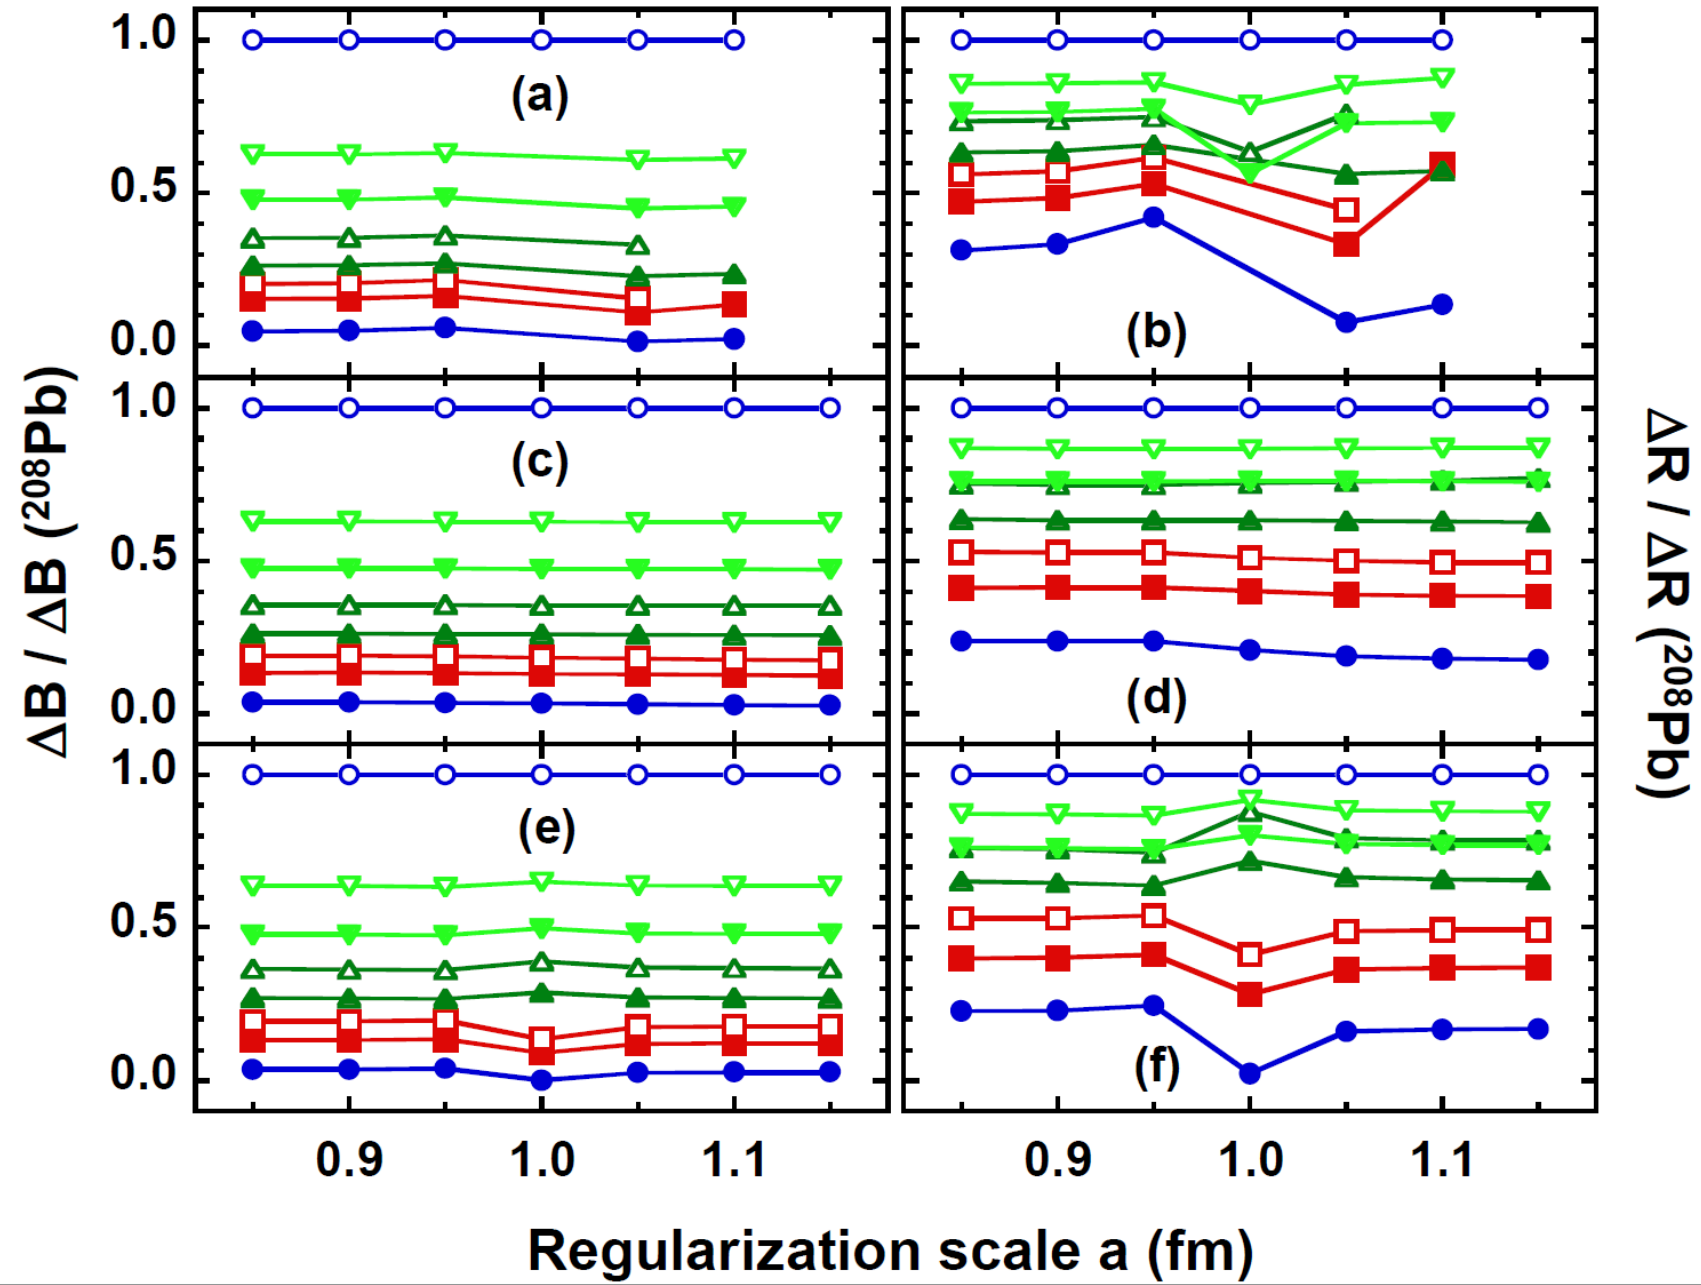 1.0
(a)
0.5
0.0
(b)
1.0
(c)
0.5
0.0
(d)
1.0
(e)
0.5
0.0
(f)
ΔB / ΔB (²⁰⁸Pb)
ΔR / ΔR (²⁰⁸Pb)
0.9 1.0 1.1 0.9 1.0 1.1
Regularization scale a (fm)